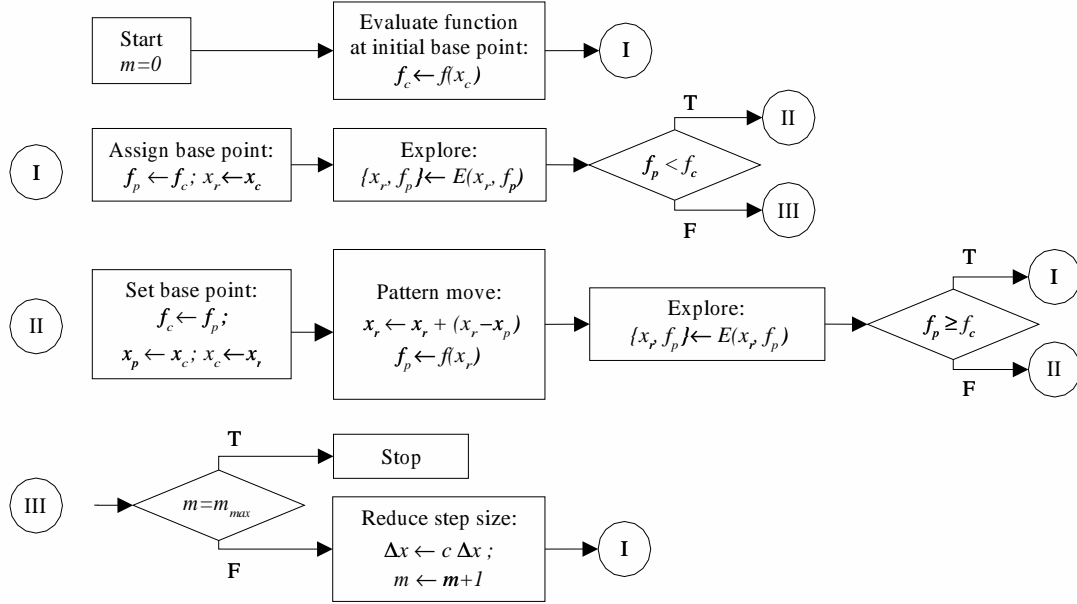 Start
m=0
Evaluate function
at initial base point:
f_c ← f(x_c)
I
I
Assign base point:
f_p ← f_c; x_r ← x_c
Explore:
{x_r, f_p} ← E(x_r, f_p)
T
f_p < f_c
F
II
III
II
Set base point:
f_c ← f_p;
x_p ← x_c; x_c ← x_r
Pattern move:
x_r ← x_r + (x_r − x_p)
f_p ← f(x_r)
Explore:
{x_r, f_p} ← E(x_r, f_p)
T
f_p ≥ f_c
F
I
II
III
m=m_max
T
Stop
F
Reduce step size:
Δx ← c Δx ;
m ← m+1
I